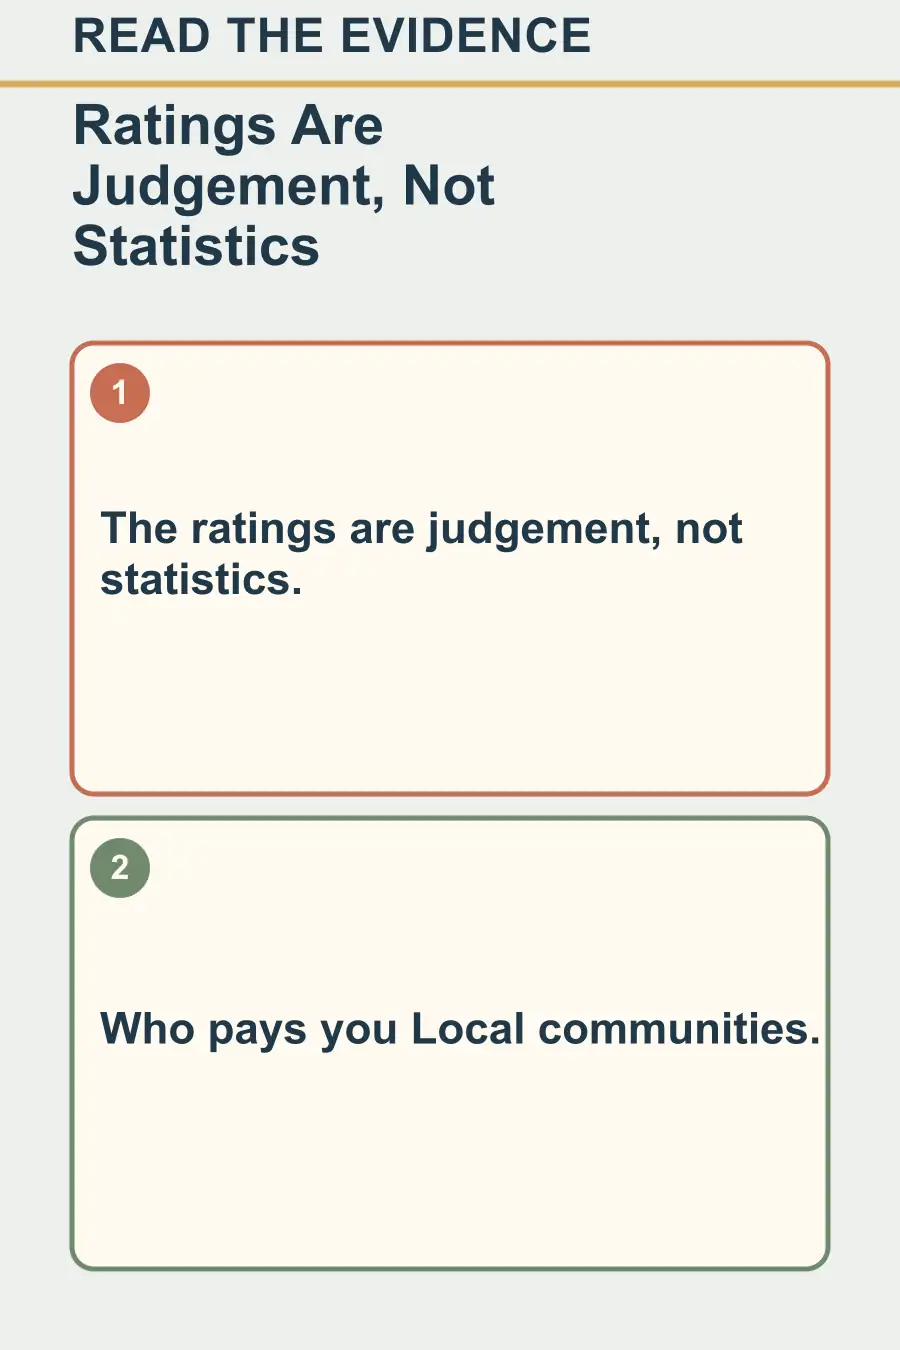 READ THE EVIDENCE
Ratings Are
Judgement, Not
Statistics
1
The ratings are judgement, not
statistics.
2
Who pays you Local communities.